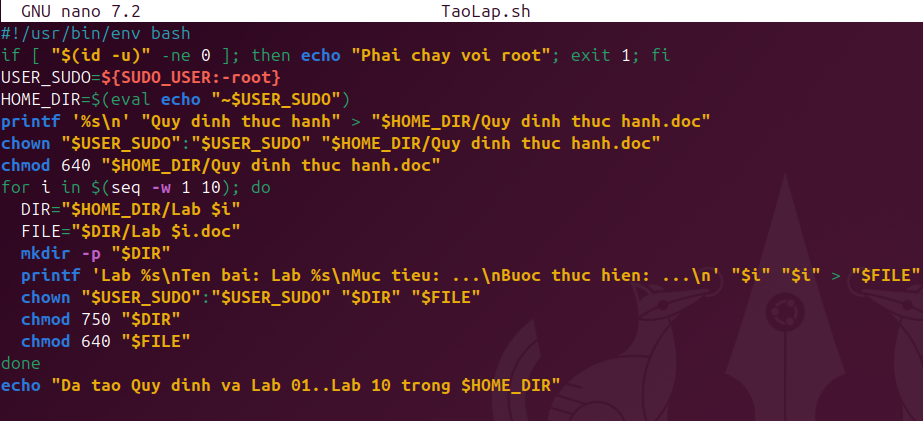 GNU nano 7.2 TaoLap.sh
#!/usr/bin/env bash
if [ "$(id -u)" -ne 0 ]; then echo "Phai chay voi root"; exit 1; fi
USER_SUDO=${SUDO_USER:-root}
HOME_DIR=$(eval echo "~$USER_SUDO")
printf '%s\n' "Quy dinh thuc hanh" > "$HOME_DIR/Quy dinh thuc hanh.doc"
chown "$USER_SUDO":"$USER_SUDO" "$HOME_DIR/Quy dinh thuc hanh.doc"
chmod 640 "$HOME_DIR/Quy dinh thuc hanh.doc"
for i in $(seq -w 1 10); do
  DIR="$HOME_DIR/Lab $i"
  FILE="$DIR/Lab $i.doc"
  mkdir -p "$DIR"
  printf 'Lab %s\nTen bai: Lab %s\nMuc tieu: ...\nBuoc thuc hien: ...\n' "$i" "$i" > "$FILE"
  chown "$USER_SUDO":"$USER_SUDO" "$DIR" "$FILE"
  chmod 750 "$DIR"
  chmod 640 "$FILE"
done
echo "Da tao Quy dinh va Lab 01..Lab 10 trong $HOME_DIR"